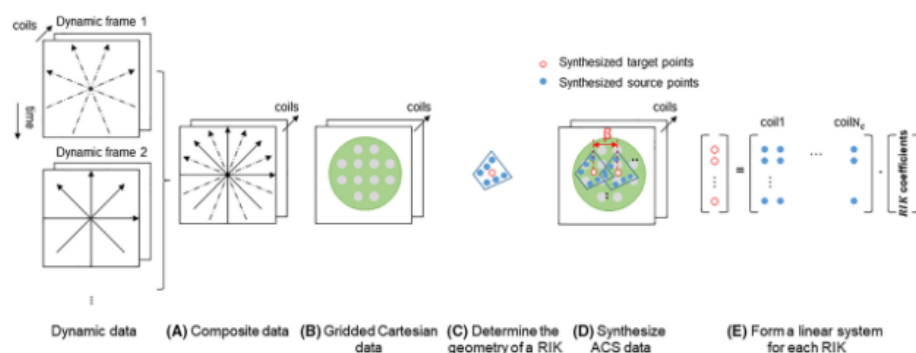 coils
Dynamic frame 1
time
Dynamic frame 2
Dynamic data
coils
(A) Composite data
coils
(B) Gridded Cartesian
data
(C) Determine the
geometry of a RIK
Synthesized target points
Synthesized source points
coils
β
(D) Synthesize
ACS data
coil1
coilN_c
=
RIK coefficients
(E) Form a linear system
for each RIK